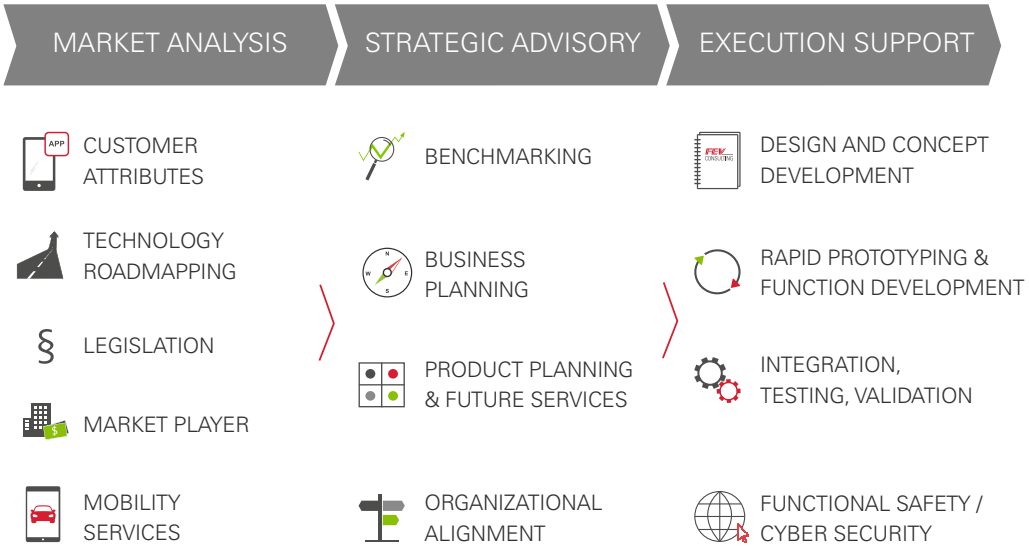 MARKET ANALYSIS
STRATEGIC ADVISORY
EXECUTION SUPPORT
APP
CUSTOMER
ATTRIBUTES
TECHNOLOGY
ROADMAPPING
§
LEGISLATION
$
MARKET PLAYER
MOBILITY
SERVICES
BENCHMARKING
N
W
E
S
BUSINESS
PLANNING
PRODUCT PLANNING
& FUTURE SERVICES
ORGANIZATIONAL
ALIGNMENT
FEV
CONSULTING
DESIGN AND CONCEPT
DEVELOPMENT
RAPID PROTOTYPING &
FUNCTION DEVELOPMENT
INTEGRATION,
TESTING, VALIDATION
FUNCTIONAL SAFETY /
CYBER SECURITY